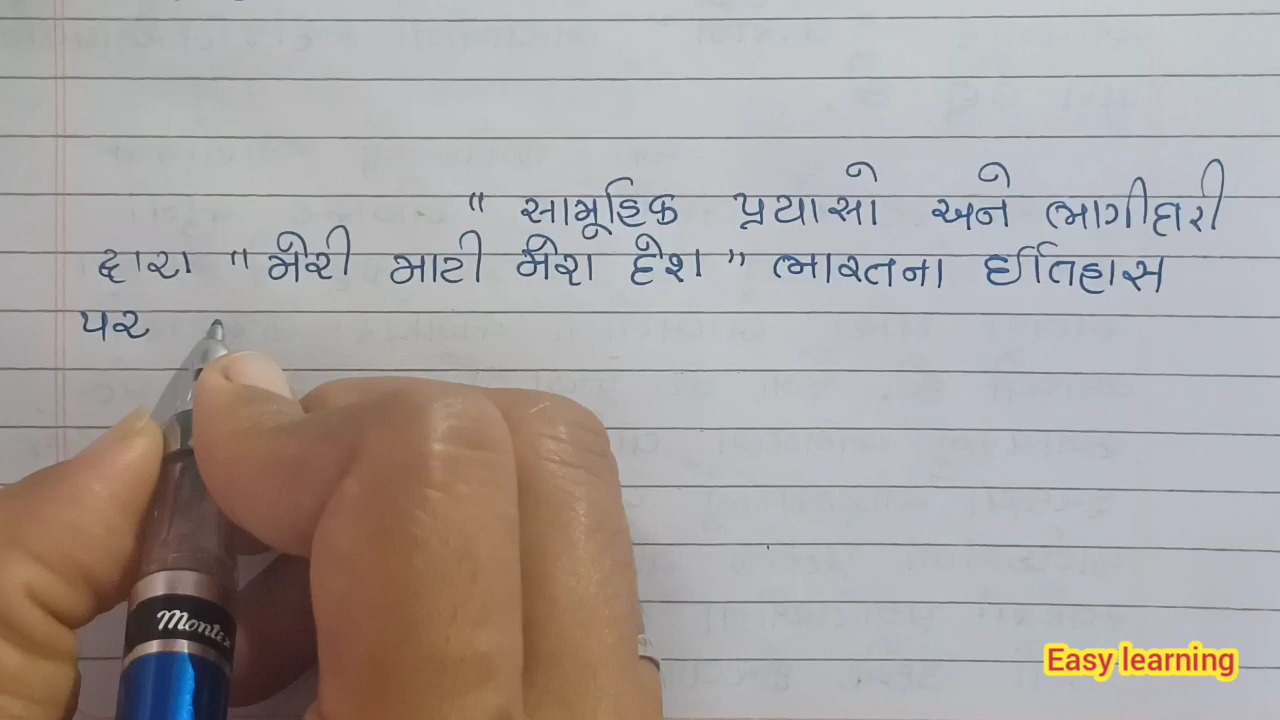 " સામૂહિક પ્રયાસો અને ભાગીદારી
દ્વારા " મેરી માટી મેરા દેશ " ભારતના ઈતિહાસ
પર
Montex
Easy learning